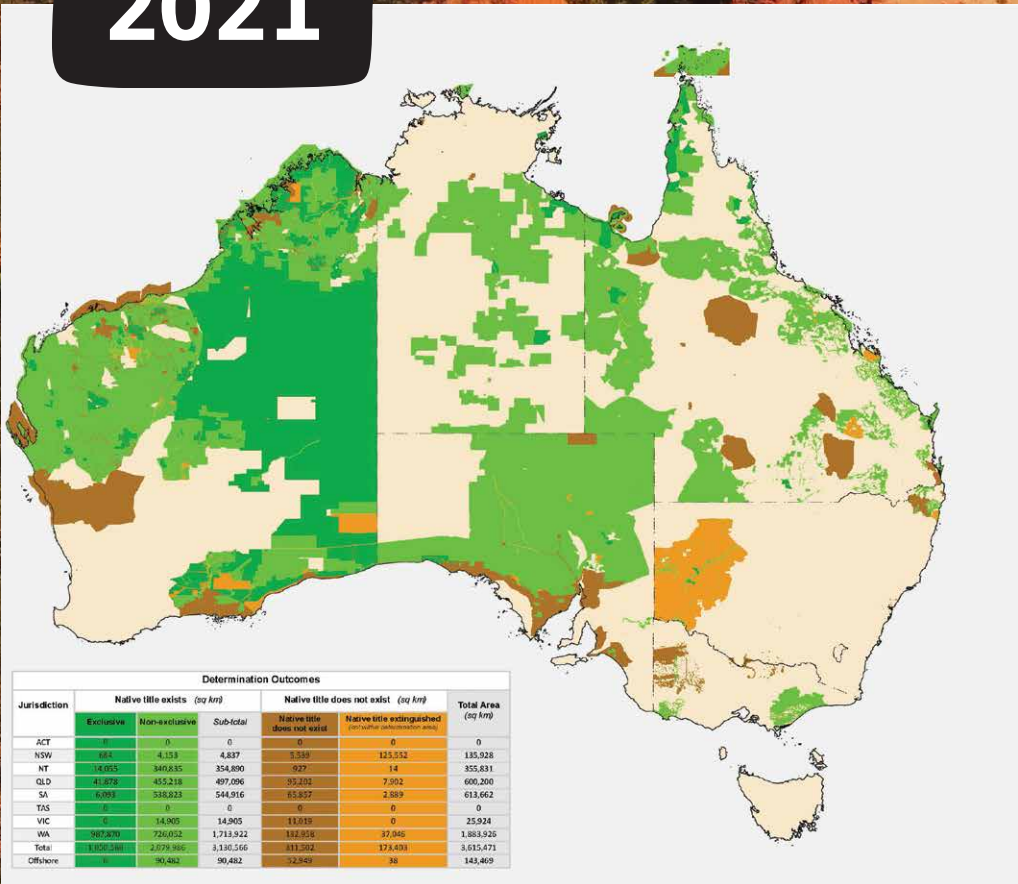 2021
Determination Outcomes
Jurisdiction
Native title exists (sq km)
Native title does not exist (sq km)
Total Area
(sq km)
Exclusive Non-exclusive Sub-total
Native title
does not exist
Native title extinguished
ACT 0 0 0 0 0 0
NSW 684 4,153 4,837 5,539 125,552 135,928
NT 14,055 340,835 354,890 927 14 355,831
QLD 41,878 455,218 497,096 95,202 7,902 600,200
SA 6,093 538,823 544,916 65,857 2,889 613,662
TAS 0 0 0 0 0 0
VIC 0 14,905 14,905 11,019 0 25,924
WA 987,870 726,052 1,713,922 132,958 37,046 1,883,926
Total 1,050,580 2,079,986 3,130,566 311,502 173,403 3,615,471
Offshore 0 90,482 90,482 52,949 38 143,469